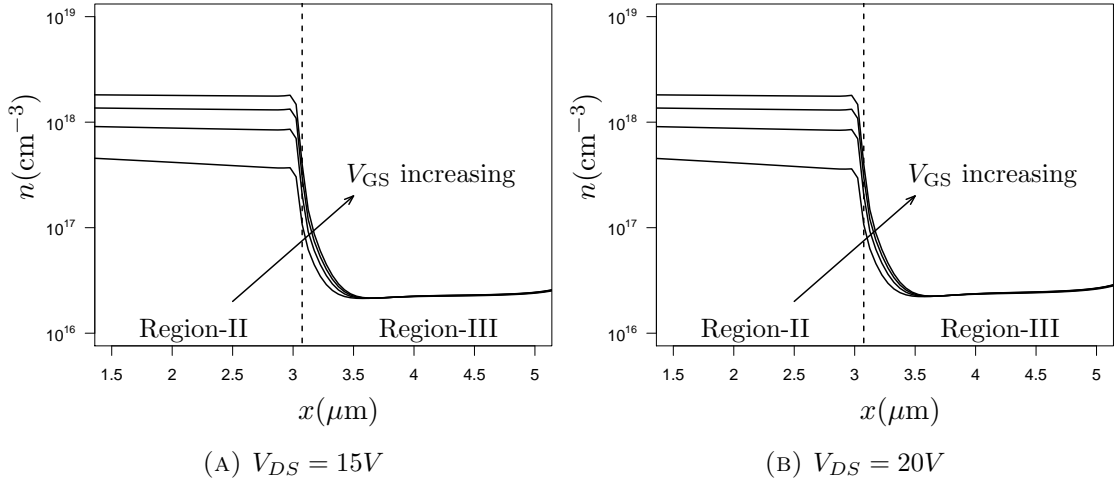 10^19
10^18
10^17
10^16
n(cm^−3)
V_GS increasing
Region-II
Region-III
1.5 2 2.5 3 3.5 4 4.5 5
x(μm)
(A) V_DS = 15V
10^19
10^18
10^17
10^16
n(cm^−3)
V_GS increasing
Region-II
Region-III
1.5 2 2.5 3 3.5 4 4.5 5
x(μm)
(B) V_DS = 20V